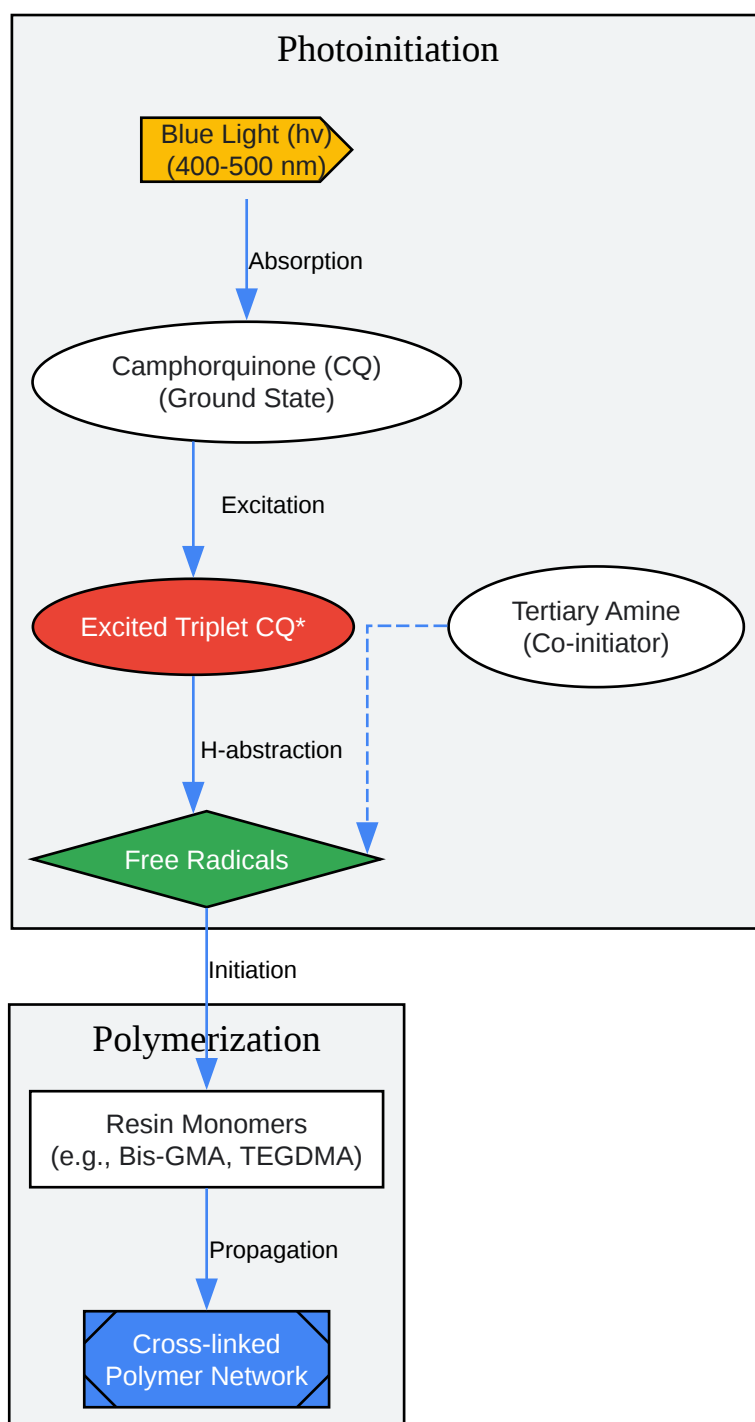 Photoinitiation
Blue Light (hv)
(400-500 nm)
Absorption
Camphorquinone (CQ)
(Ground State)
Excitation
Excited Triplet CQ*
Tertiary Amine
(Co-initiator)
H-abstraction
Free Radicals
Initiation
Polymerization
Resin Monomers
(e.g., Bis-GMA, TEGDMA)
Propagation
Cross-linked
Polymer Network